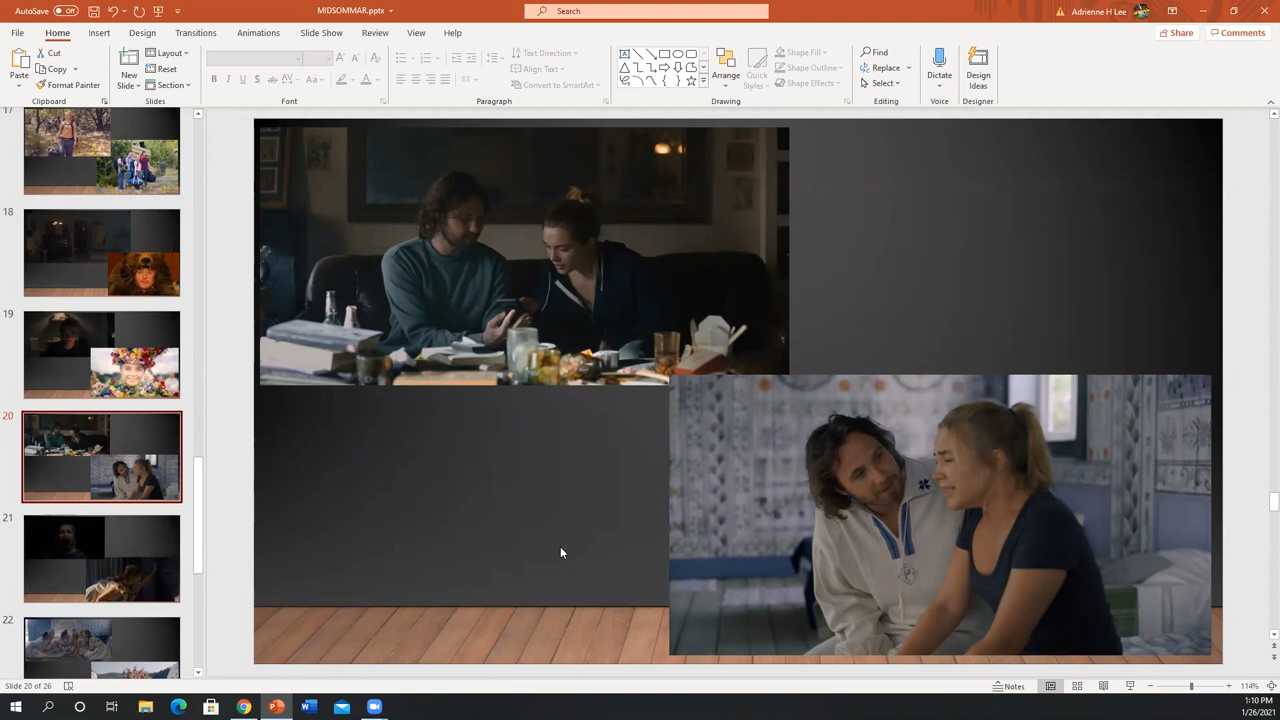 AutoSave Off
MIDSOMMAR.pptx
Search
Adrienne H Lee
File Home Insert Design Transitions Animations Slide Show Review View Help
Share Comments
Paste
Cut
Copy
Format Painter
Clipboard
New
Slide
Layout
Reset
Section
Slides
B I U S ab AV Aa A
Font
Text Direction
Align Text
Convert to SmartArt
Paragraph
Arrange
Quick
Styles
Shape Fill
Shape Outline
Shape Effects
Drawing
Find
Replace
Select
Editing
Dictate
Voice
Design
Ideas
Designer
17
18
19
20
21
22
Slide 20 of 26
Notes
114%
1:10 PM
1/26/2021